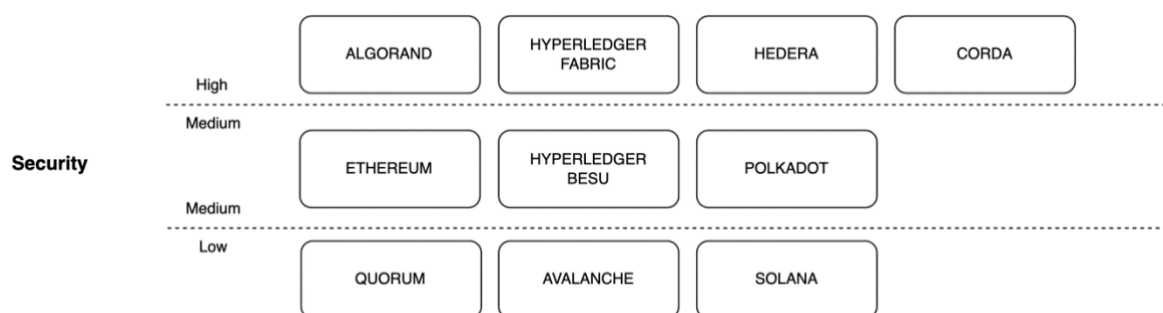 ALGORAND
HYPERLEDGER
FABRIC
HEDERA
CORDA
High
Medium
Security
ETHEREUM
HYPERLEDGER
BESU
POLKADOT
Medium
Low
QUORUM
AVALANCHE
SOLANA